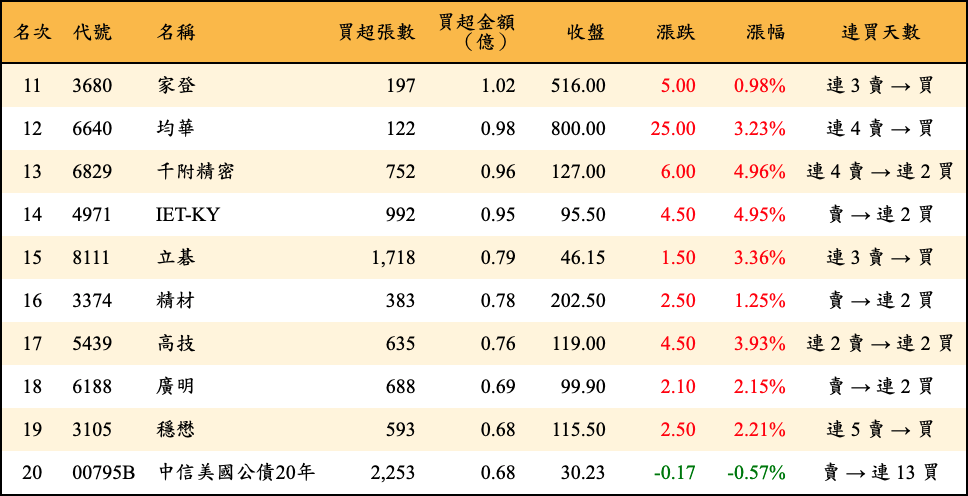 名次 代號 名稱 買超張數 買超金額（億） 收盤 漲跌 漲幅 連買天數
11 3680 家登 197 1.02 516.00 5.00 0.98% 連 3 賣 → 買
12 6640 均華 122 0.98 800.00 25.00 3.23% 連 4 賣 → 買
13 6829 千附精密 752 0.96 127.00 6.00 4.96% 連 4 賣 → 連 2 買
14 4971 IET-KY 992 0.95 95.50 4.50 4.95% 賣 → 連 2 買
15 8111 立碁 1,718 0.79 46.15 1.50 3.36% 連 3 賣 → 買
16 3374 精材 383 0.78 202.50 2.50 1.25% 賣 → 連 2 買
17 5439 高技 635 0.76 119.00 4.50 3.93% 連 2 賣 → 連 2 買
18 6188 廣明 688 0.69 99.90 2.10 2.15% 賣 → 連 2 買
19 3105 穩懋 593 0.68 115.50 2.50 2.21% 連 5 賣 → 買
20 00795B 中信美國公債20年 2,253 0.68 30.23 -0.17 -0.57% 賣 → 連 13 買